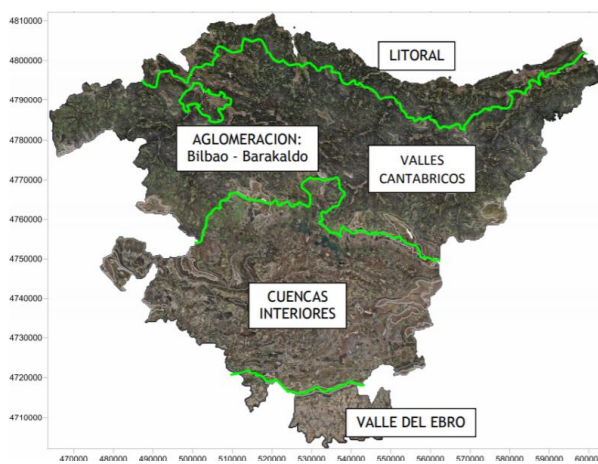 4810000
4800000
4790000
4780000
4770000
4760000
4750000
4740000
4730000
4720000
4710000
LITORAL
AGLOMERACION:
Bilbao - Barakaldo
VALLES
CANTABRICOS
CUENCAS
INTERIORES
VALLE DEL EBRO
470000 480000 490000 500000 510000 520000 530000 540000 550000 560000 570000 580000 590000